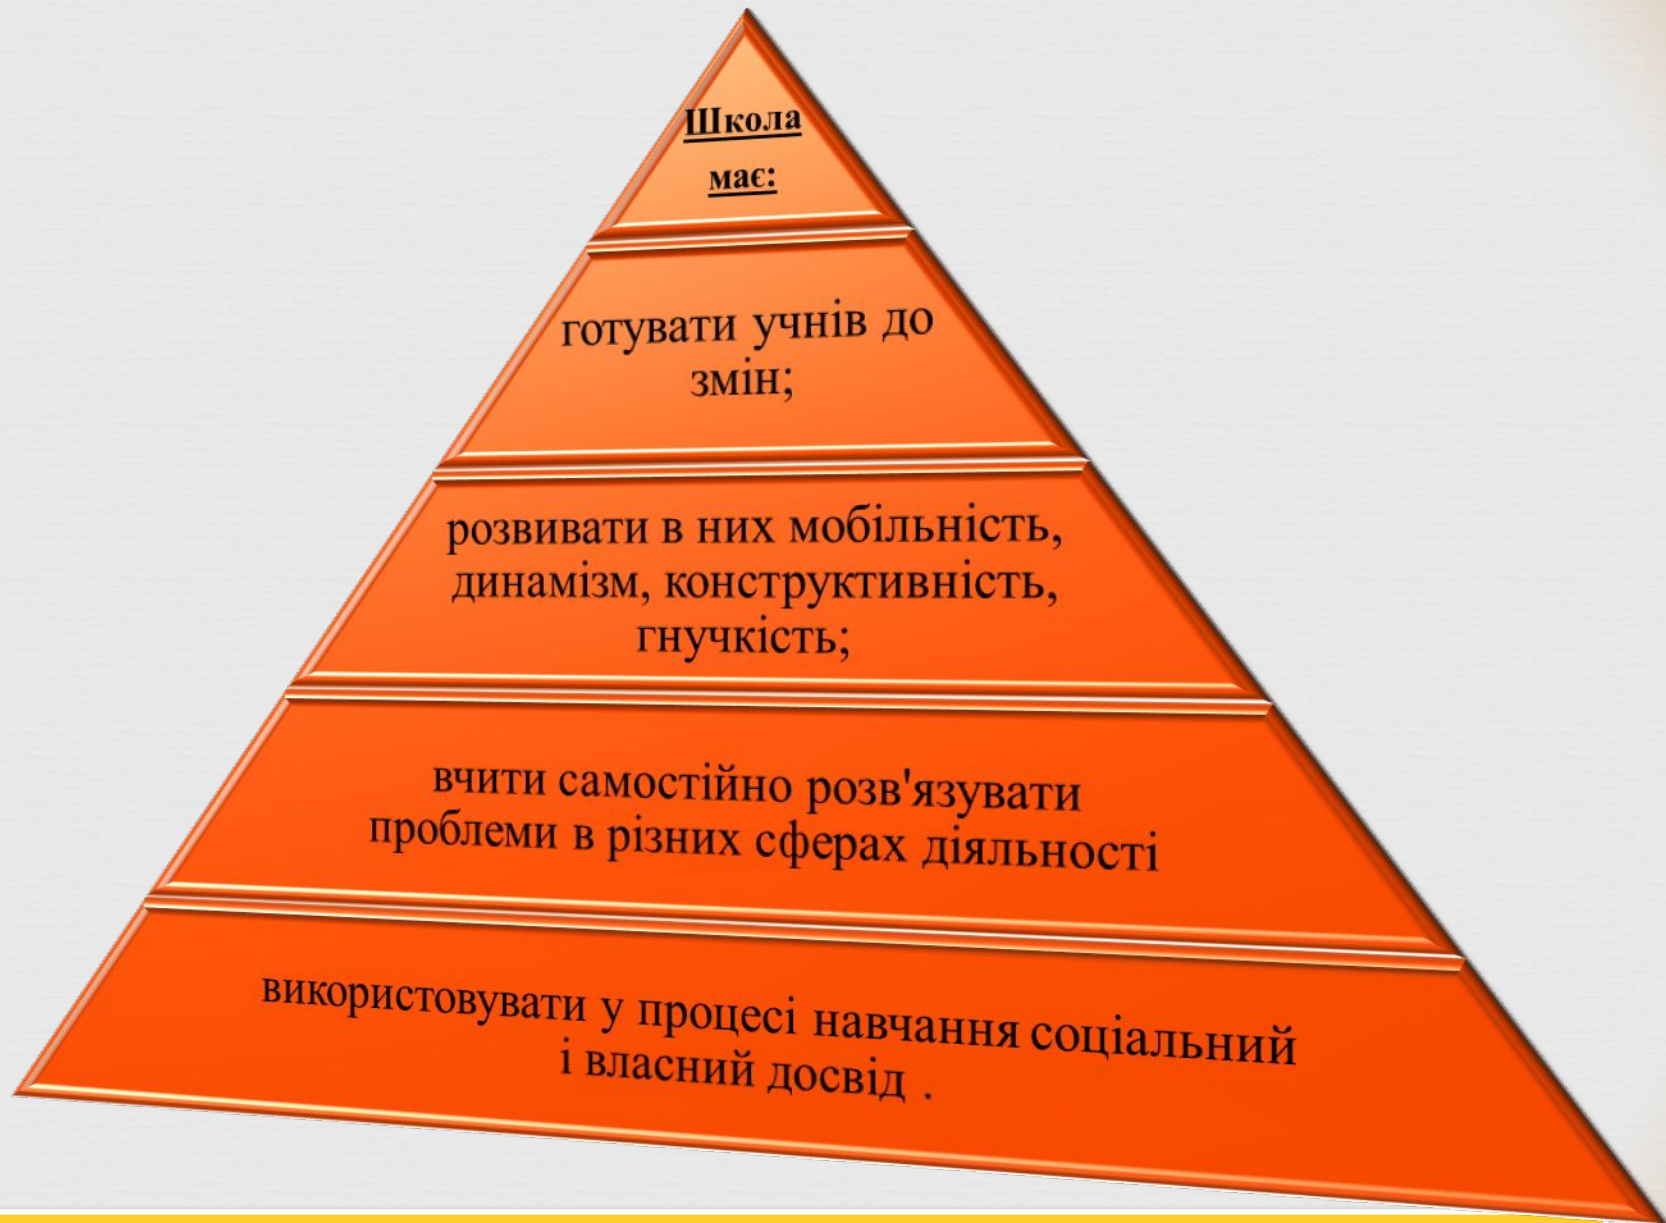 Школа
має:
готувати учнів до
змін;
розвивати в них мобільність,
динамізм, конструктивність,
гнучкість;
вчити самостійно розв'язувати
проблеми в різних сферах діяльності
використовувати у процесі навчання соціальний
і власний досвід .